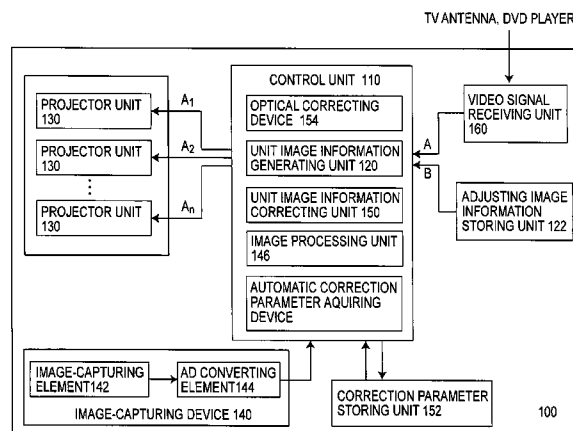 TV ANTENNA, DVD PLAYER
CONTROL UNIT 110
OPTICAL CORRECTING
DEVICE 154
UNIT IMAGE INFORMATION
GENERATING UNIT 120
UNIT IMAGE INFORMATION
CORRECTING UNIT 150
IMAGE PROCESSING UNIT
146
AUTOMATIC CORRECTION
PARAMETER AQUIRING
DEVICE
PROJECTOR UNIT
130
PROJECTOR UNIT
130
PROJECTOR UNIT
130
A1
A2
An
A
B
VIDEO SIGNAL
RECEIVING UNIT
160
ADJUSTING IMAGE
INFORMATION
STORING UNIT 122
IMAGE-CAPTURING
ELEMENT142
AD CONVERTING
ELEMENT144
IMAGE-CAPTURING DEVICE 140
CORRECTION PARAMETER
STORING UNIT 152
100